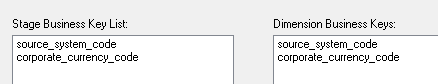 Stage Business Key List:
source_system_code
corporate_currency_code
Dimension Business Keys:
source_system_code
corporate_currency_code